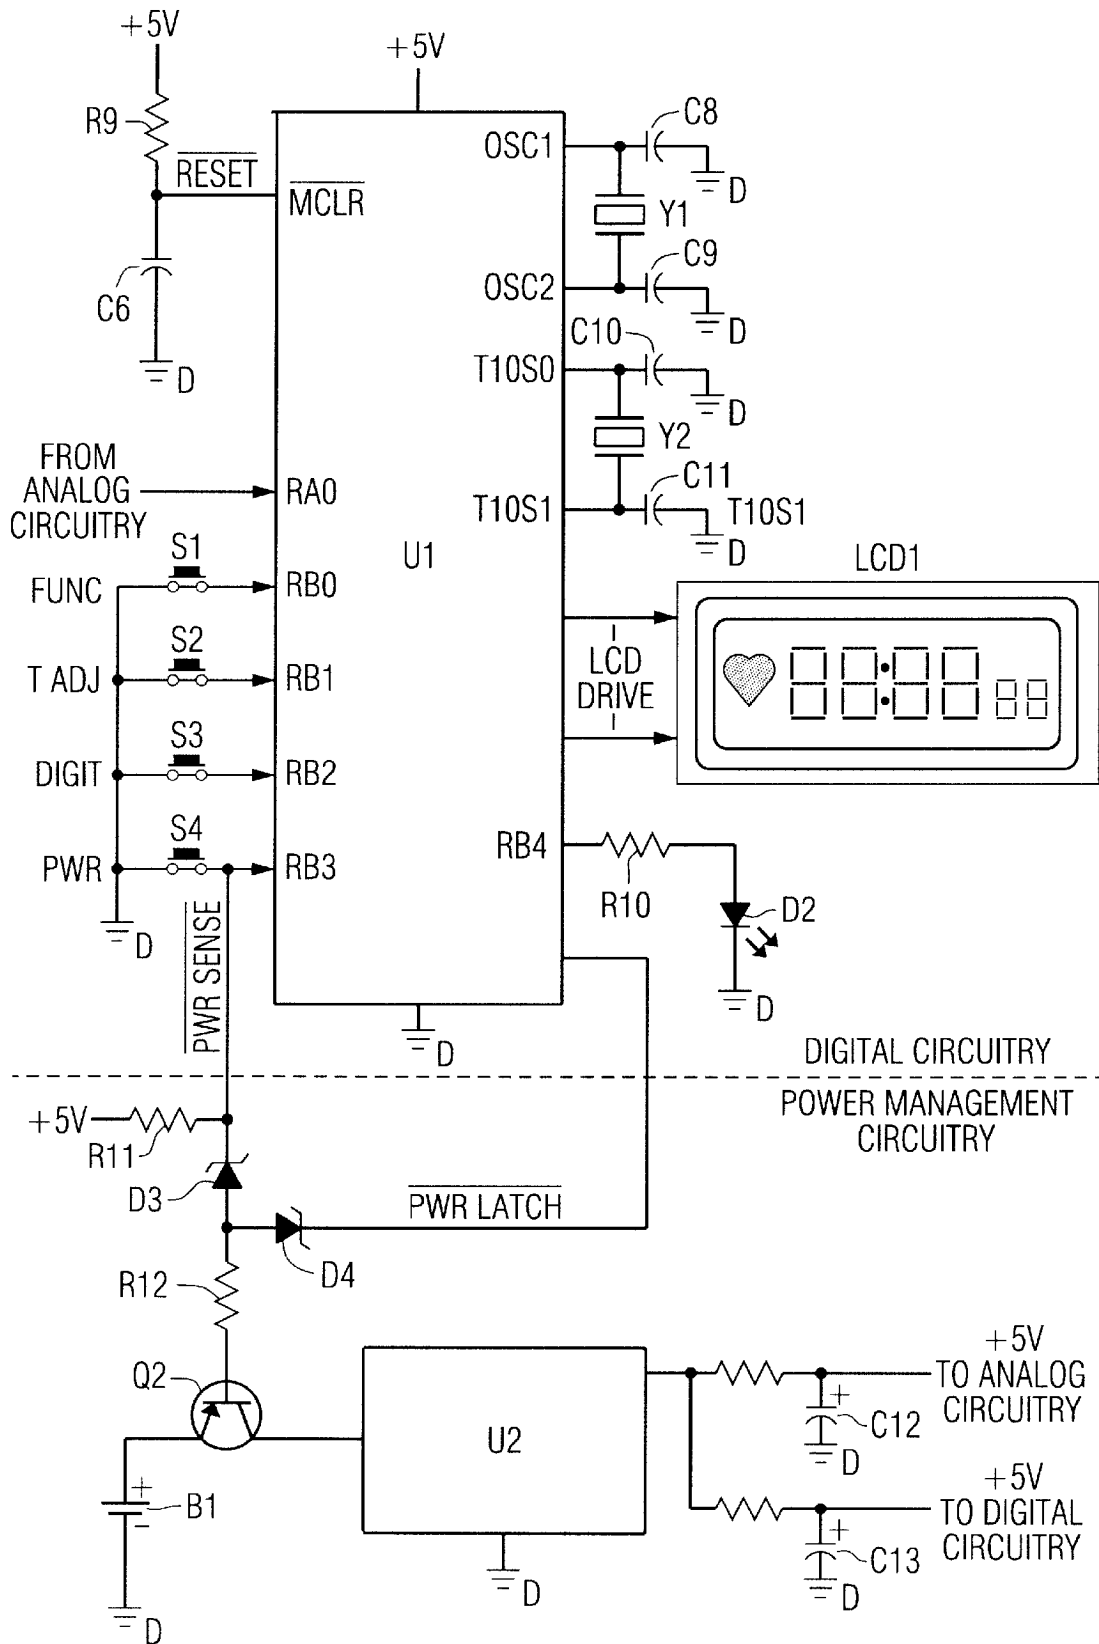 +5V
+5V
R9
RESET
MCLR
C6
D
OSC1
C8
D
Y1
OSC2
C9
D
C10
T10S0
D
Y2
C11
T10S1
T10S1
D
FROM
ANALOG
CIRCUITRY
RA0
U1
S1
FUNC
RB0
S2
T ADJ
RB1
S3
DIGIT
RB2
S4
PWR
RB3
D
LCD1
LCD
DRIVE
88:88 88
RB4
R10
D2
D
D
PWR SENSE
DIGITAL CIRCUITRY
POWER MANAGEMENT
CIRCUITRY
+5V
R11
D3
PWR LATCH
D4
R12
Q2
B1
+
-
D
U2
D
+5V
TO ANALOG
CIRCUITRY
+
C12
D
+5V
TO DIGITAL
CIRCUITRY
+
C13
D